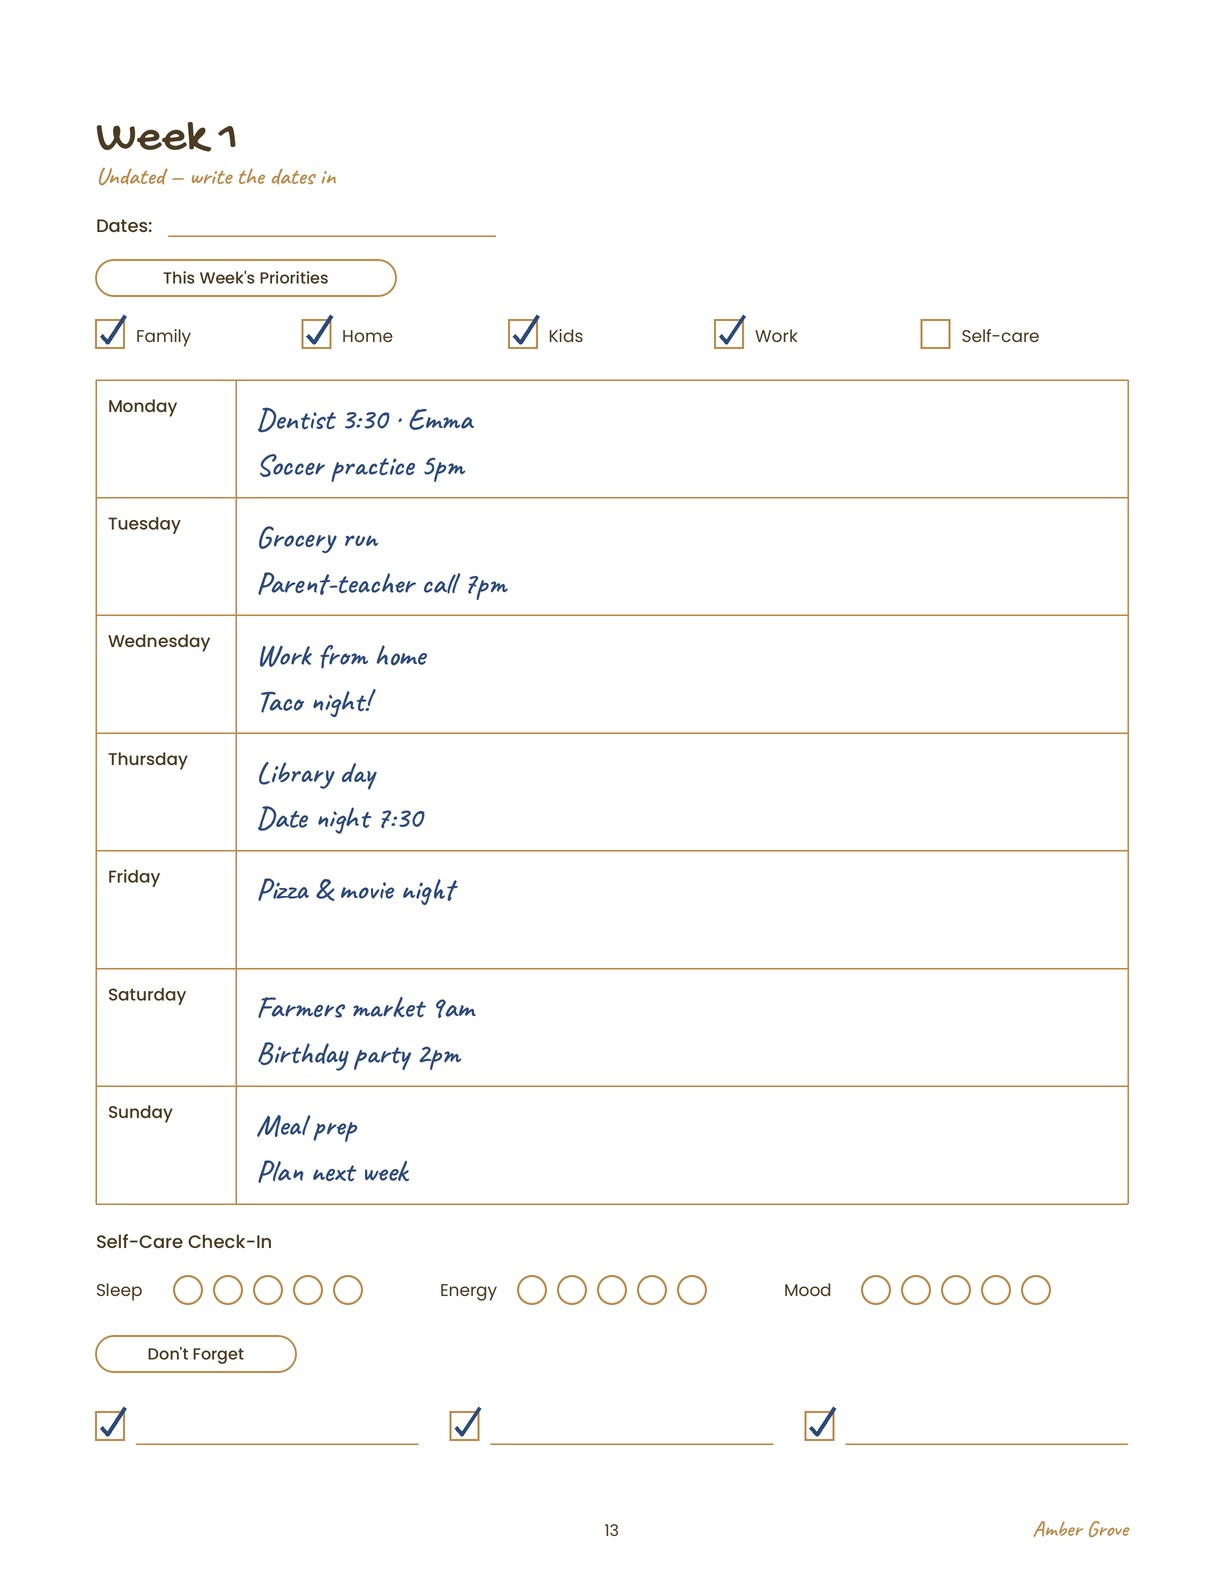 Week 1
Undated – write the dates in
Dates:
This Week's Priorities
Family Home Kids Work Self-care
Monday
Dentist 3:30 · Emma
Soccer practice 5pm
Tuesday
Grocery run
Parent-teacher call 7pm
Wednesday
Work from home
Taco night!
Thursday
Library day
Date night 7:30
Friday
Pizza & movie night
Saturday
Farmers market 9am
Birthday party 2pm
Sunday
Meal prep
Plan next week
Self-Care Check-In
Sleep Energy Mood
Don't Forget
13
Amber Grove